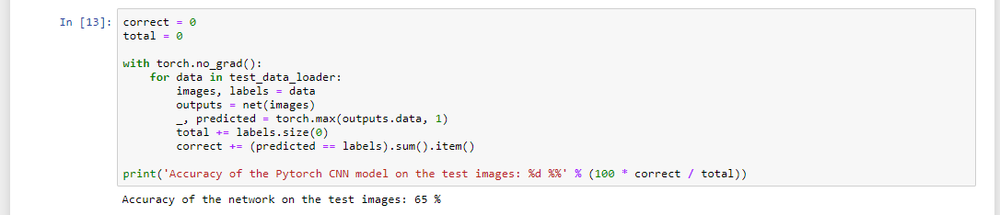 In [13]: correct = 0
total = 0
with torch.no_grad():
for data in test_data_loader:
images, labels = data
outputs = net(images)
_, predicted = torch.max(outputs.data, 1)
total += labels.size(0)
correct += (predicted == labels).sum().item()
print('Accuracy of the Pytorch CNN model on the test images: %d %%' % (100 * correct / total))
Accuracy of the network on the test images: 65 %